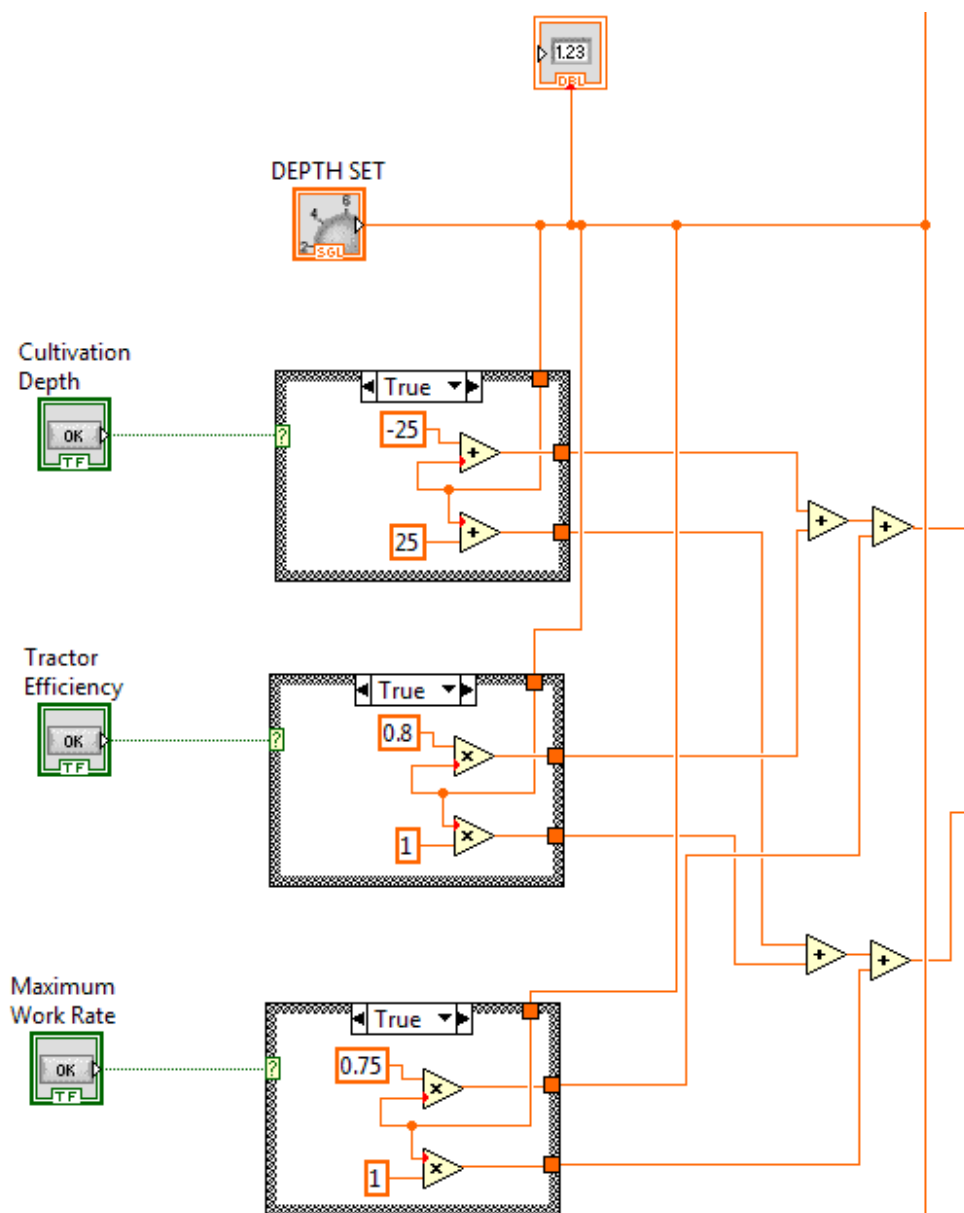 1.23
DBL
DEPTH SET
2
4
6
SGL
Cultivation
Depth
OK
TF
True
?
-25
+
25
+
+
+
Tractor
Efficiency
OK
TF
True
?
0.8
×
1
×
+
+
Maximum
Work Rate
OK
TF
True
?
0.75
×
1
×